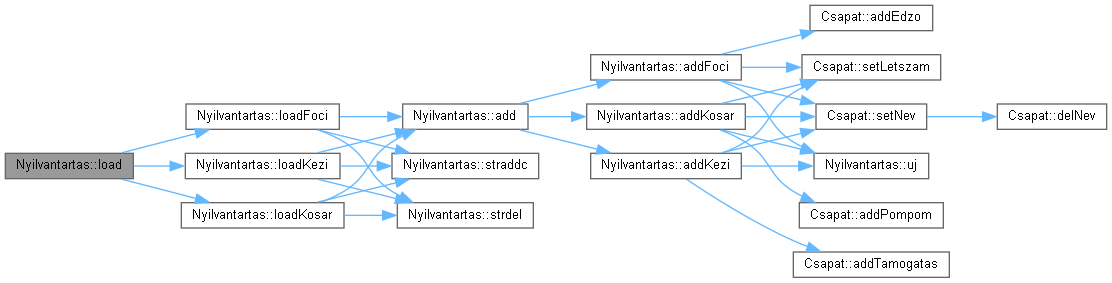 Nyilvantartas::load
Nyilvantartas::loadFoci
Nyilvantartas::loadKezi
Nyilvantartas::loadKosar
Nyilvantartas::add
Nyilvantartas::straddc
Nyilvantartas::strdel
Nyilvantartas::addFoci
Nyilvantartas::addKosar
Nyilvantartas::addKezi
Csapat::addEdzo
Csapat::setLetszam
Csapat::setNev
Nyilvantartas::uj
Csapat::addPompom
Csapat::addTamogatas
Csapat::delNev